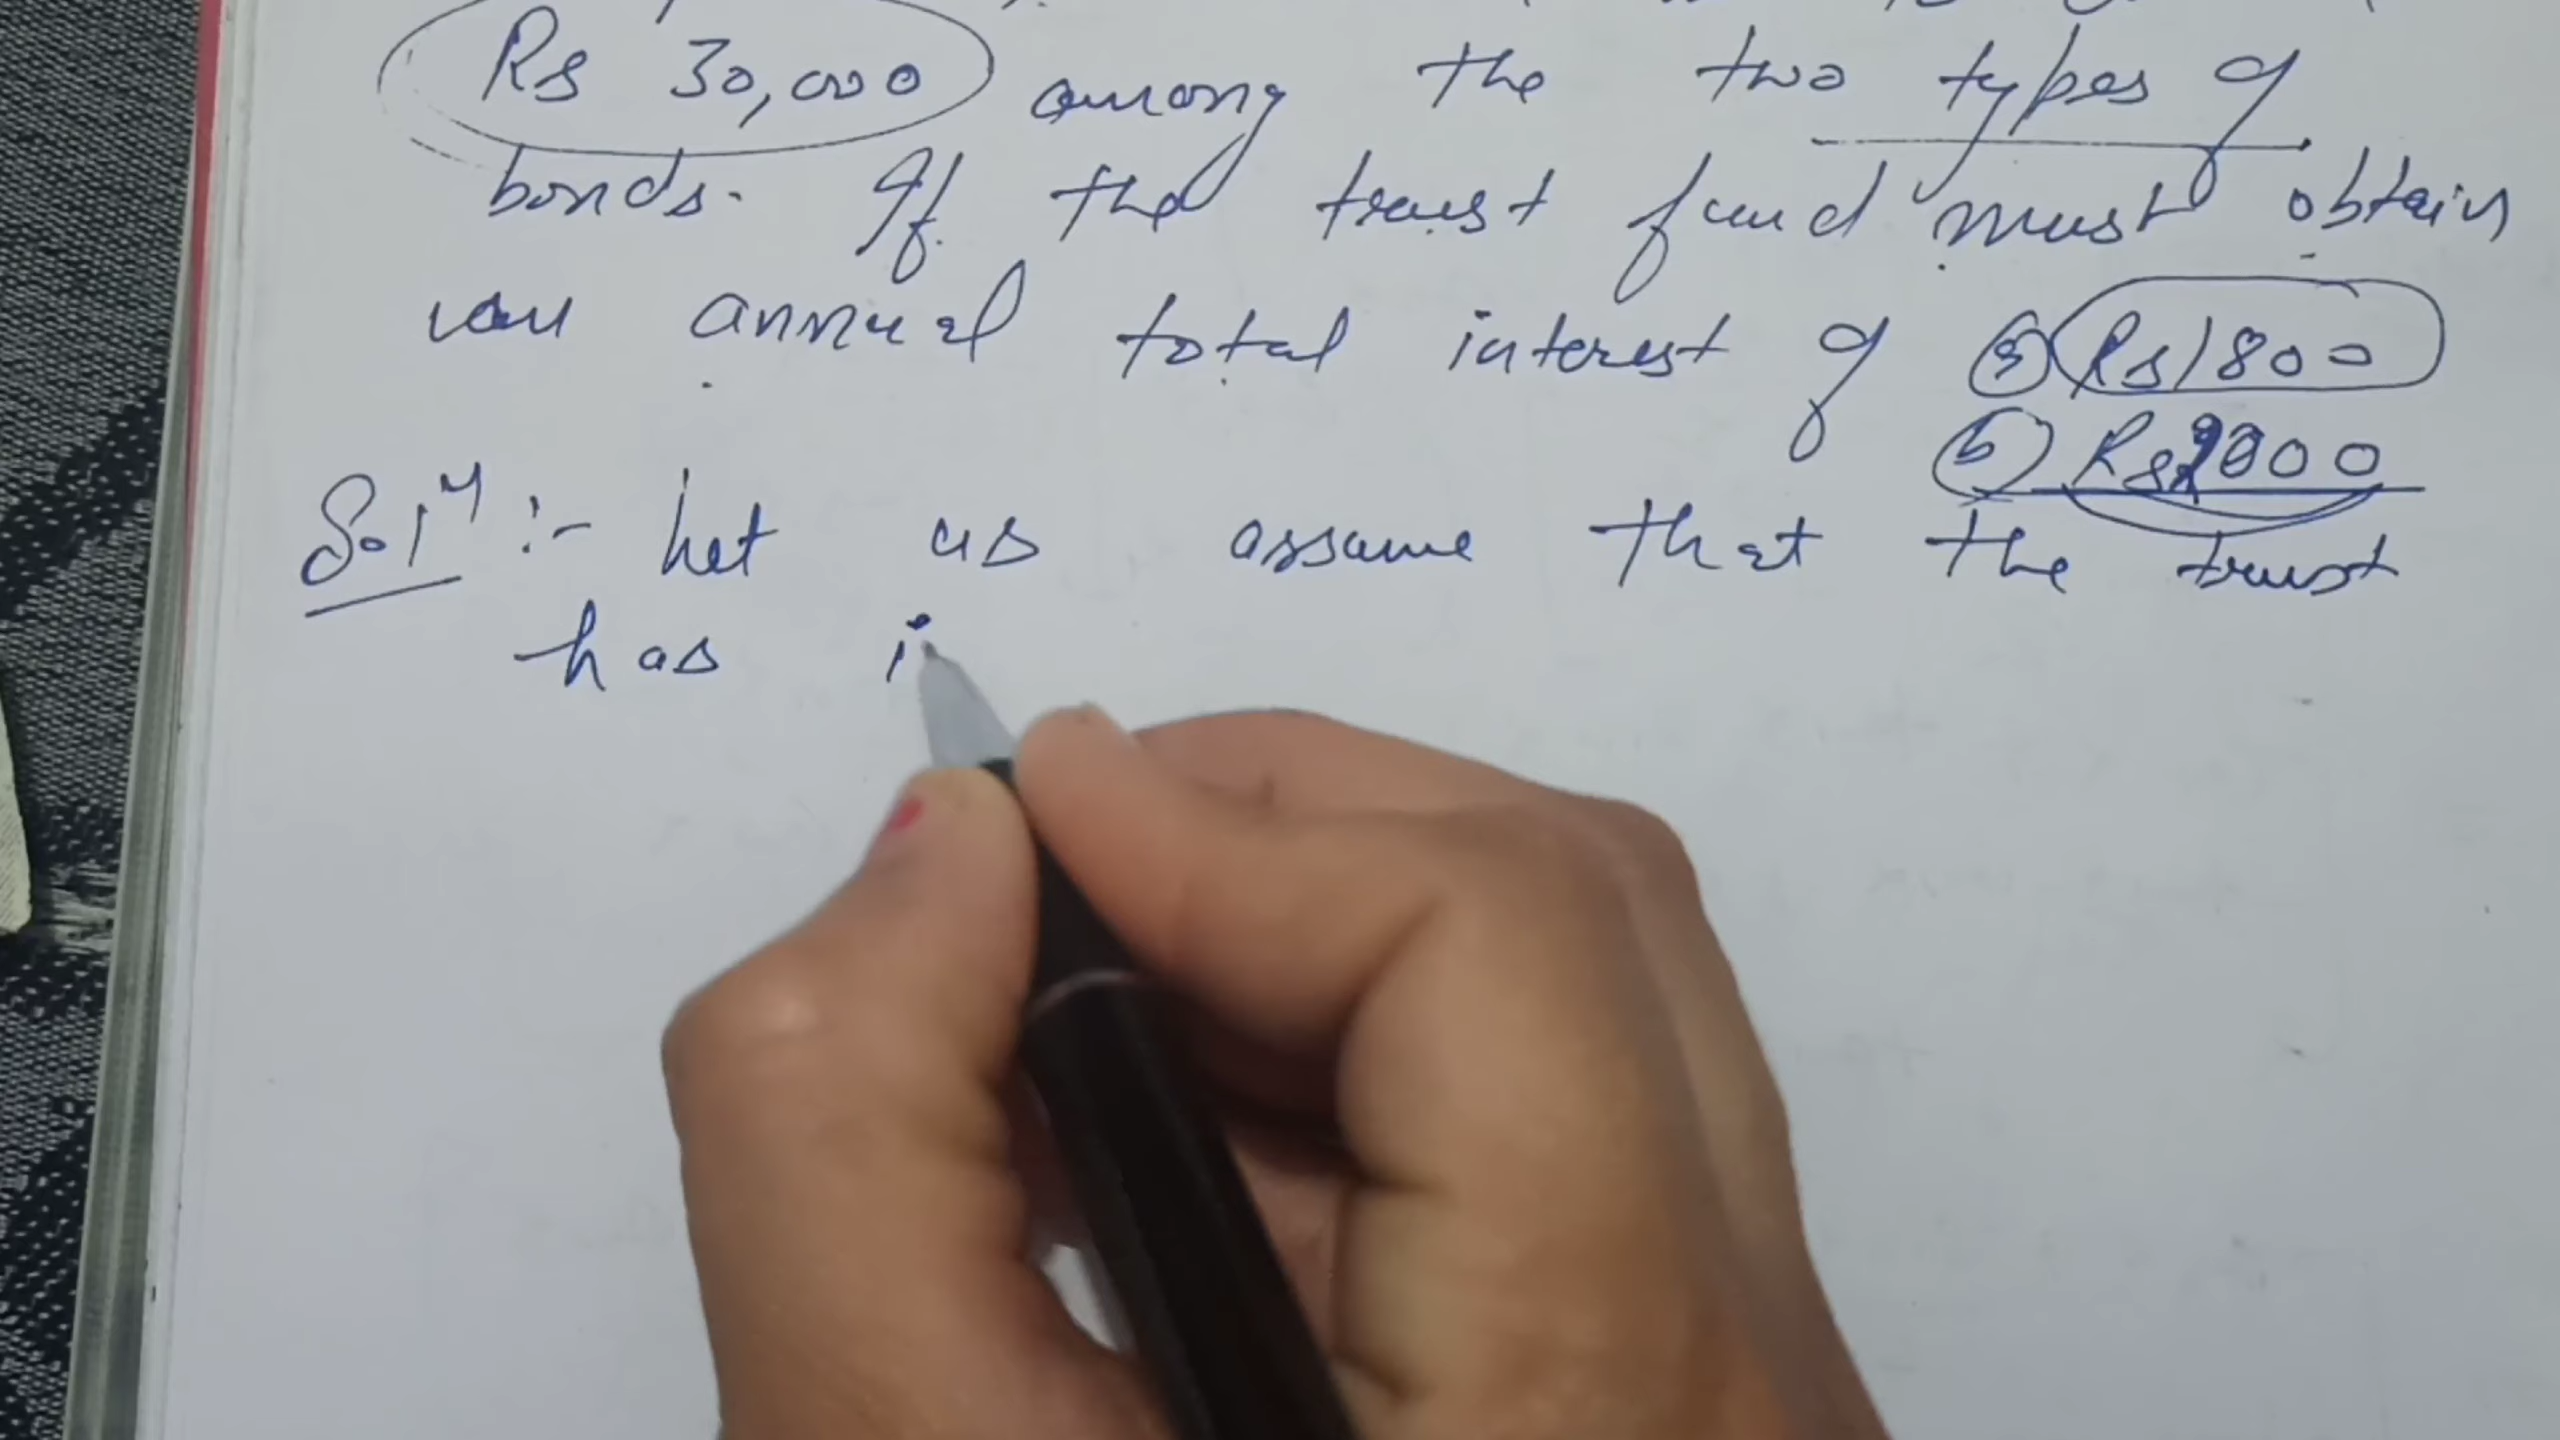 Rs 30,000 among the two types of
bonds. If the trust fund must obtain
an annual total interest of (a) Rs 1800
(b) Rs 2000
Solⁿ :- Let us assume that the trust
has i